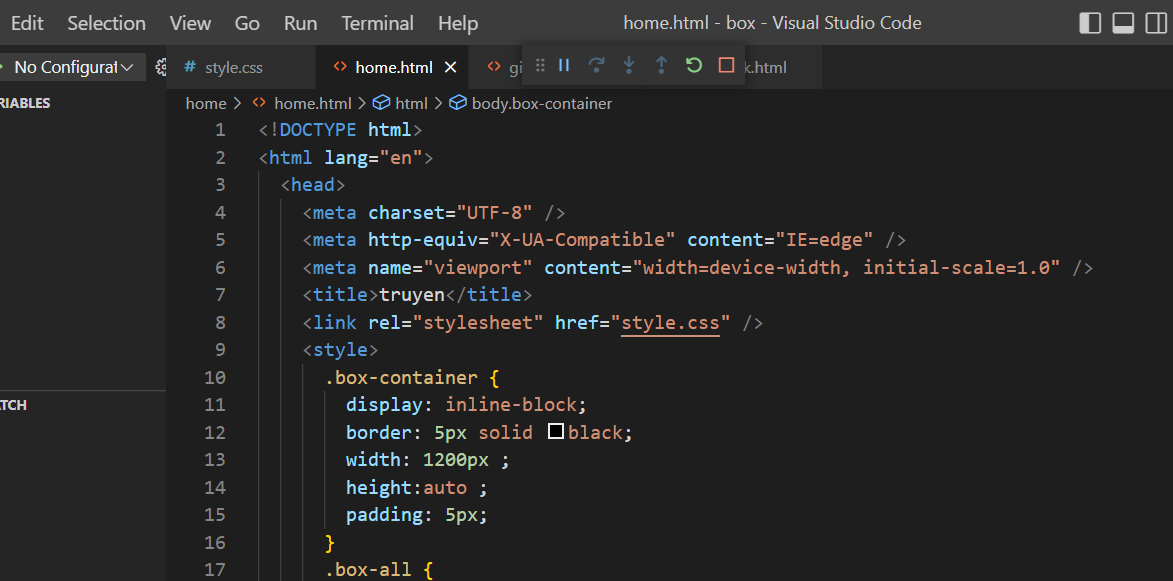 Edit Selection View Go Run Terminal Help home.html - box - Visual Studio Code
No Configurat # style.css <> home.html × <> gi k.html
RIABLES
home > <> home.html > html > body.box-container
1 <!DOCTYPE html>
2 <html lang="en">
3 <head>
4 <meta charset="UTF-8" />
5 <meta http-equiv="X-UA-Compatible" content="IE=edge" />
6 <meta name="viewport" content="width=device-width, initial-scale=1.0" />
7 <title>truyen</title>
8 <link rel="stylesheet" href="style.css" />
9 <style>
10 .box-container {
11 display: inline-block;
TCH
12 border: 5px solid black;
13 width: 1200px ;
14 height:auto ;
15 padding: 5px;
16 }
17 .box-all {